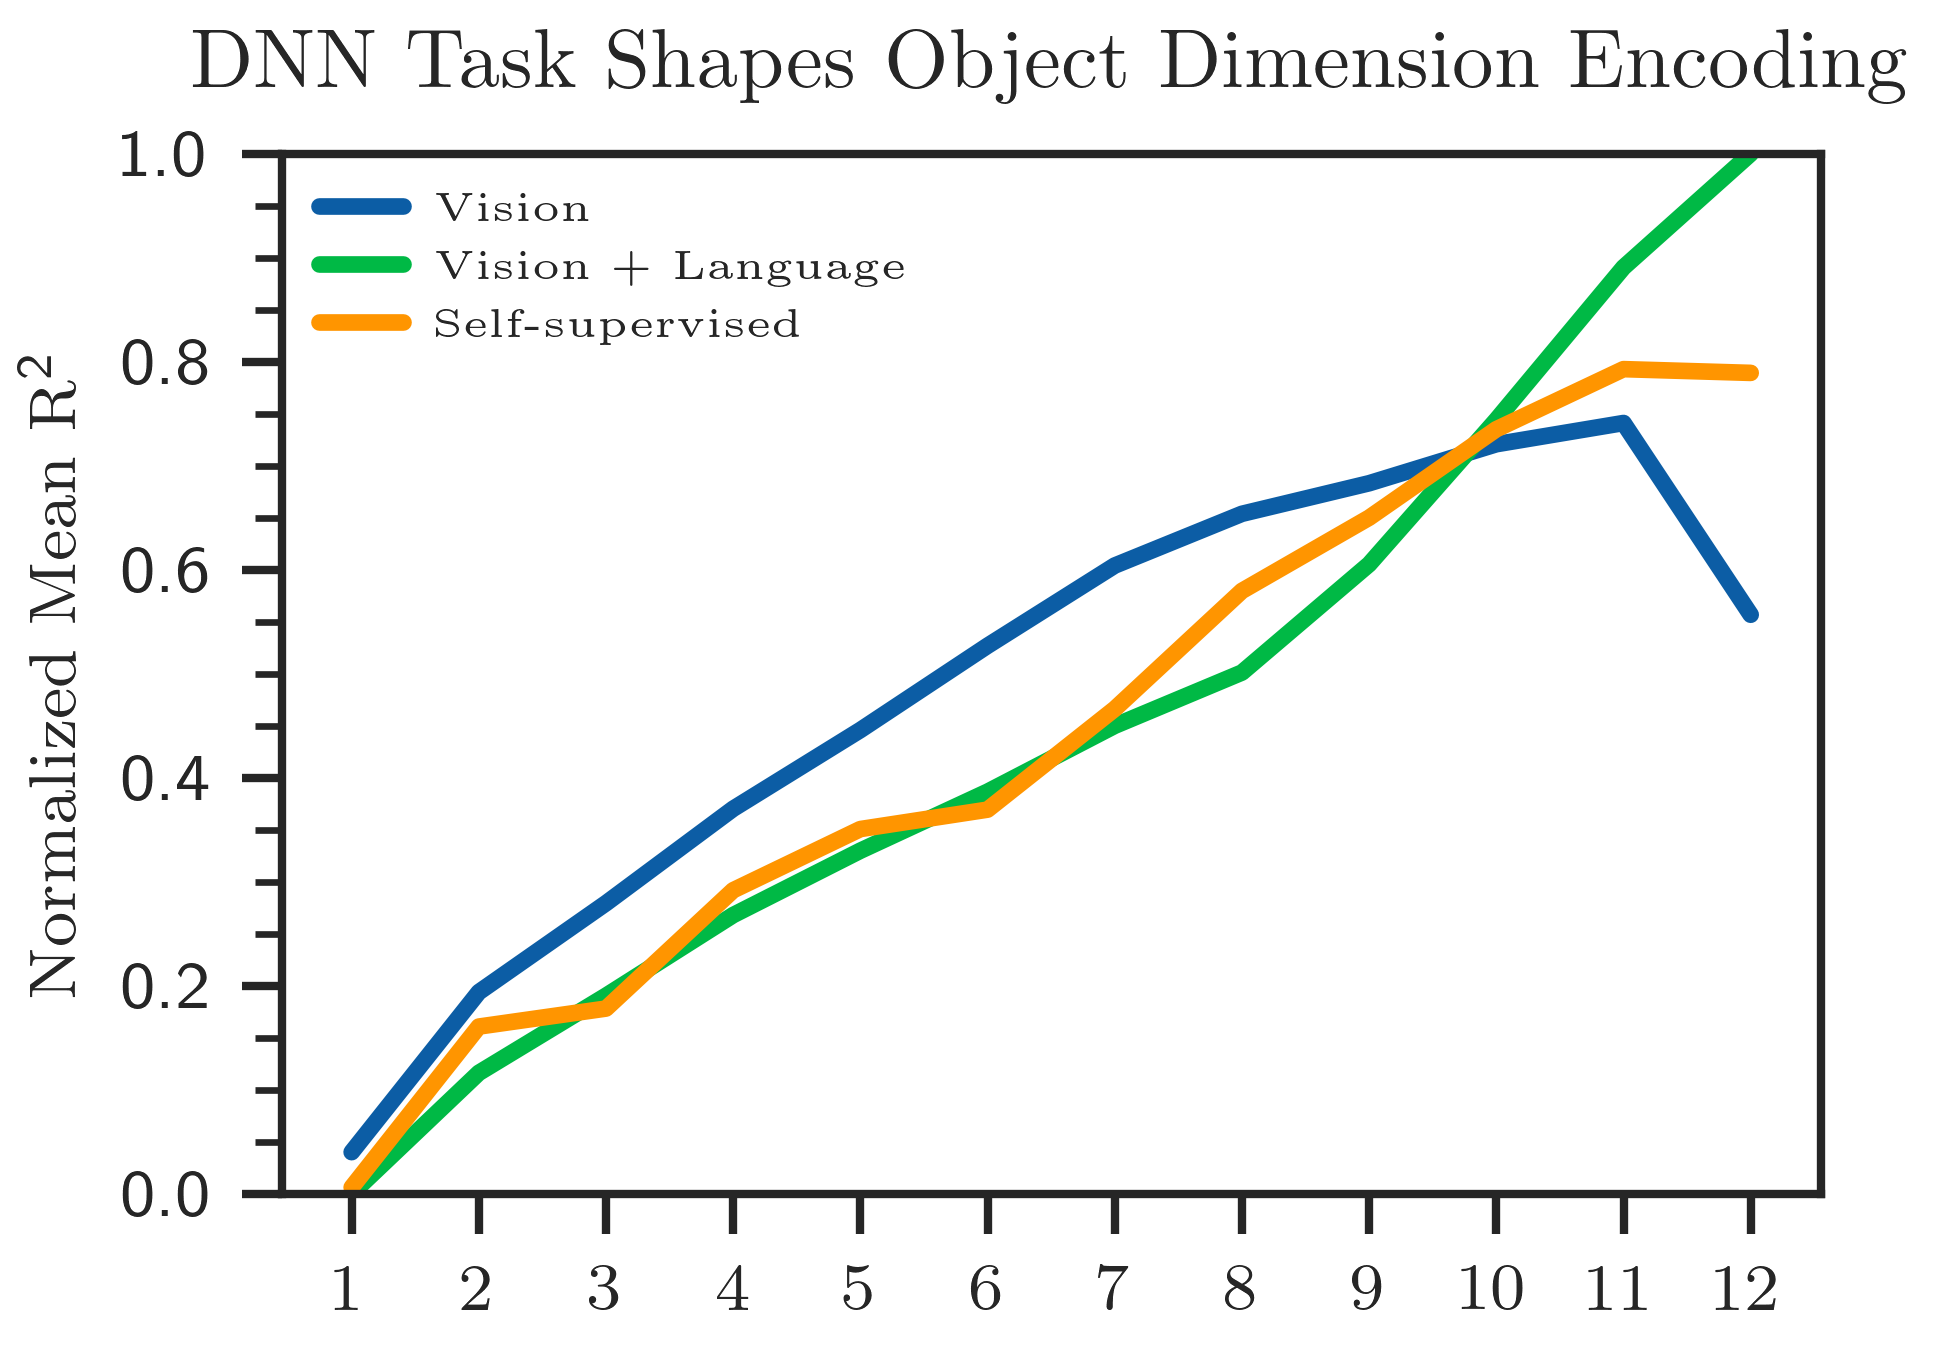 DNN Task Shapes Object Dimension Encoding
Normalized Mean R²
1.0
0.8
0.6
0.4
0.2
0.0
Vision
Vision + Language
Self-supervised
1 2 3 4 5 6 7 8 9 10 11 12